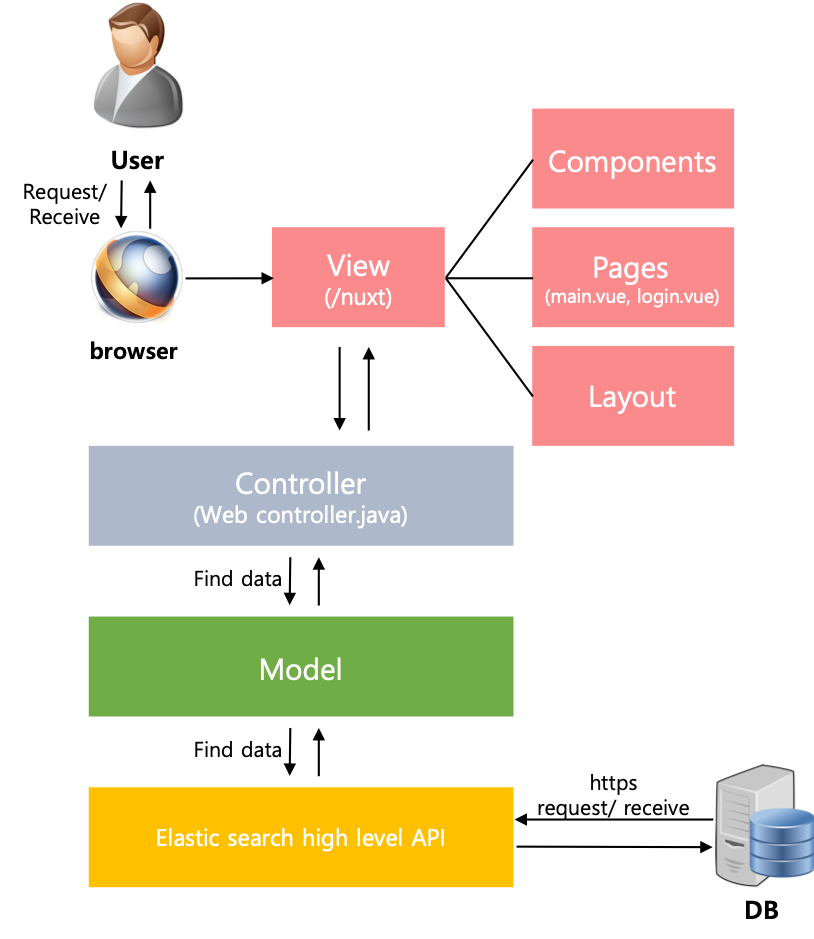 User
Request/
Receive
browser
View
(/nuxt)
Components
Pages
(main.vue, login.vue)
Layout
Controller
(Web controller.java)
Find data
Model
Find data
Elastic search high level API
https
request/ receive
DB